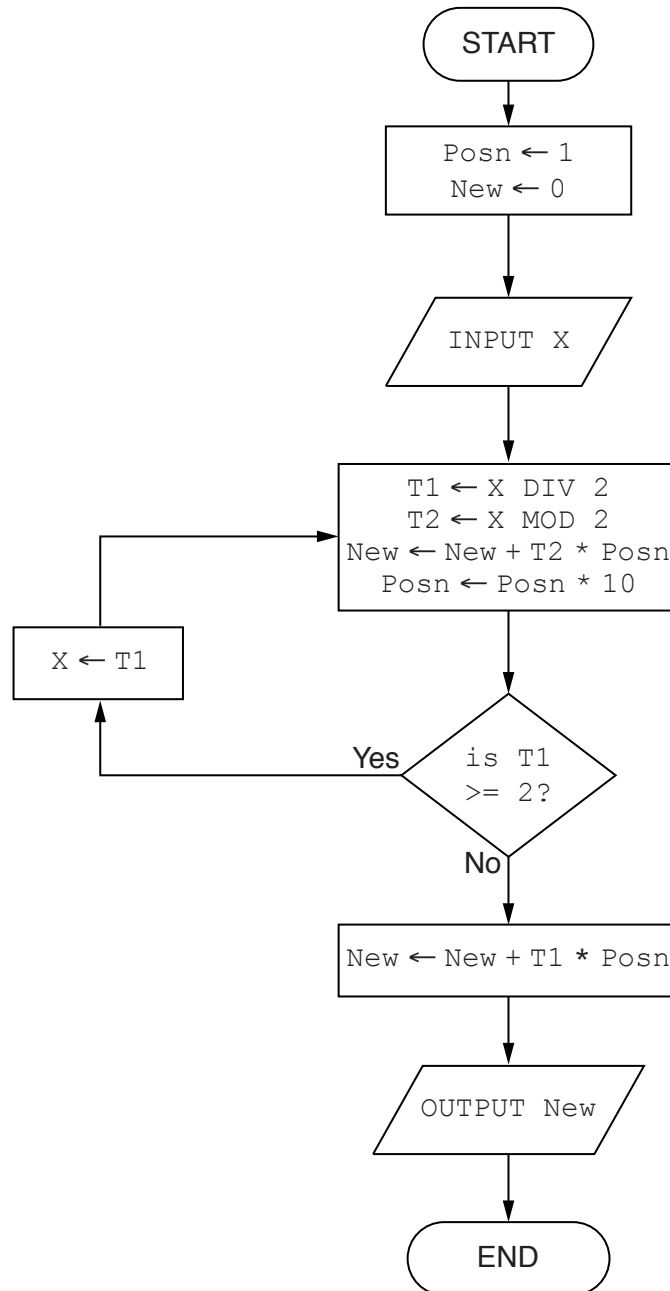 START
Posn ← 1
New ← 0
INPUT X
T1 ← X DIV 2
T2 ← X MOD 2
New ← New + T2 * Posn
Posn ← Posn * 10
X ← T1
Yes
is T1
>= 2?
No
New ← New + T1 * Posn
OUTPUT New
END